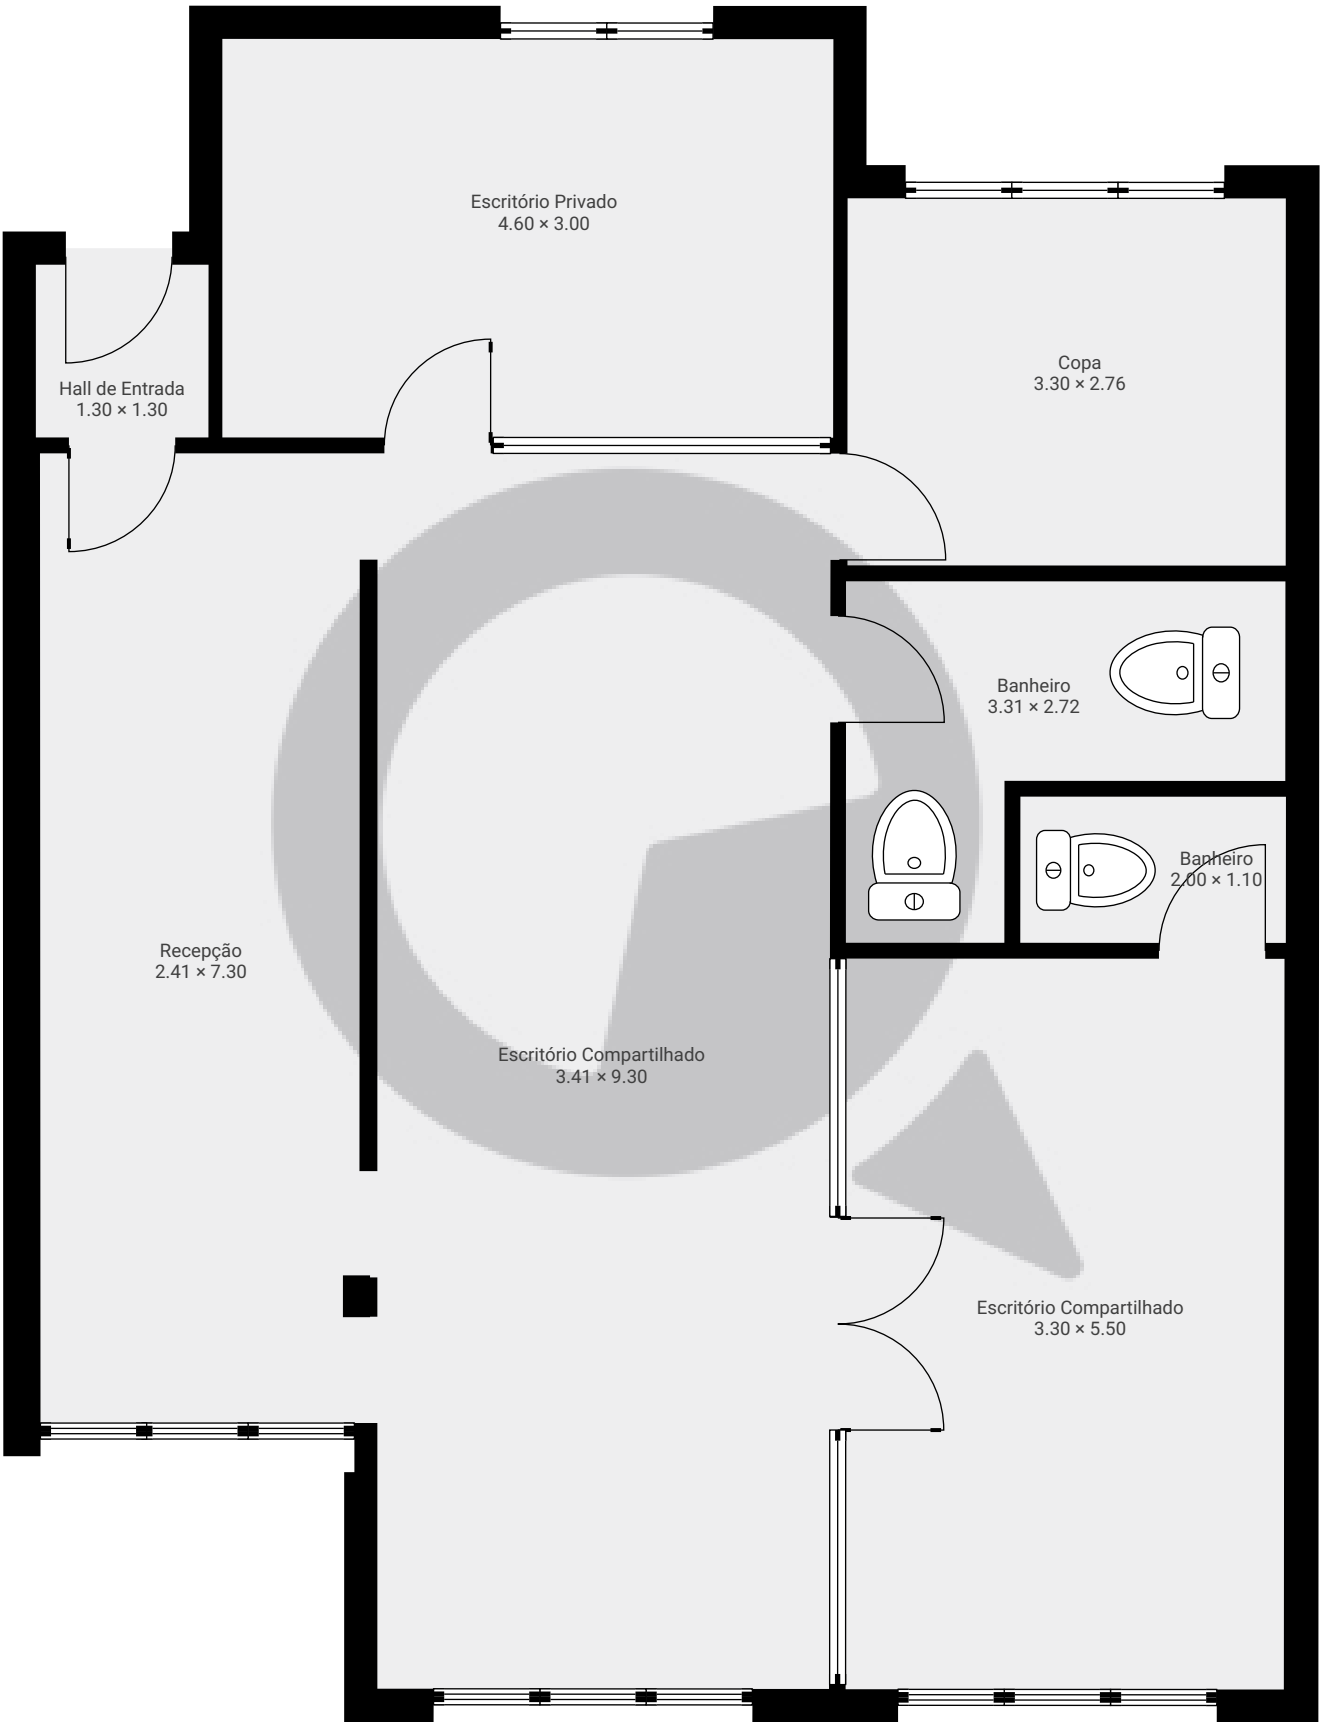 Escritório Privado
4.60 × 3.00
Copa
3.30 × 2.76
Hall de Entrada
1.30 × 1.30
Banheiro
3.31 × 2.72
Banheiro
2.00 × 1.10
Recepção
2.41 × 7.30
Escritório Compartilhado
3.41 × 9.30
Escritório Compartilhado
3.30 × 5.50